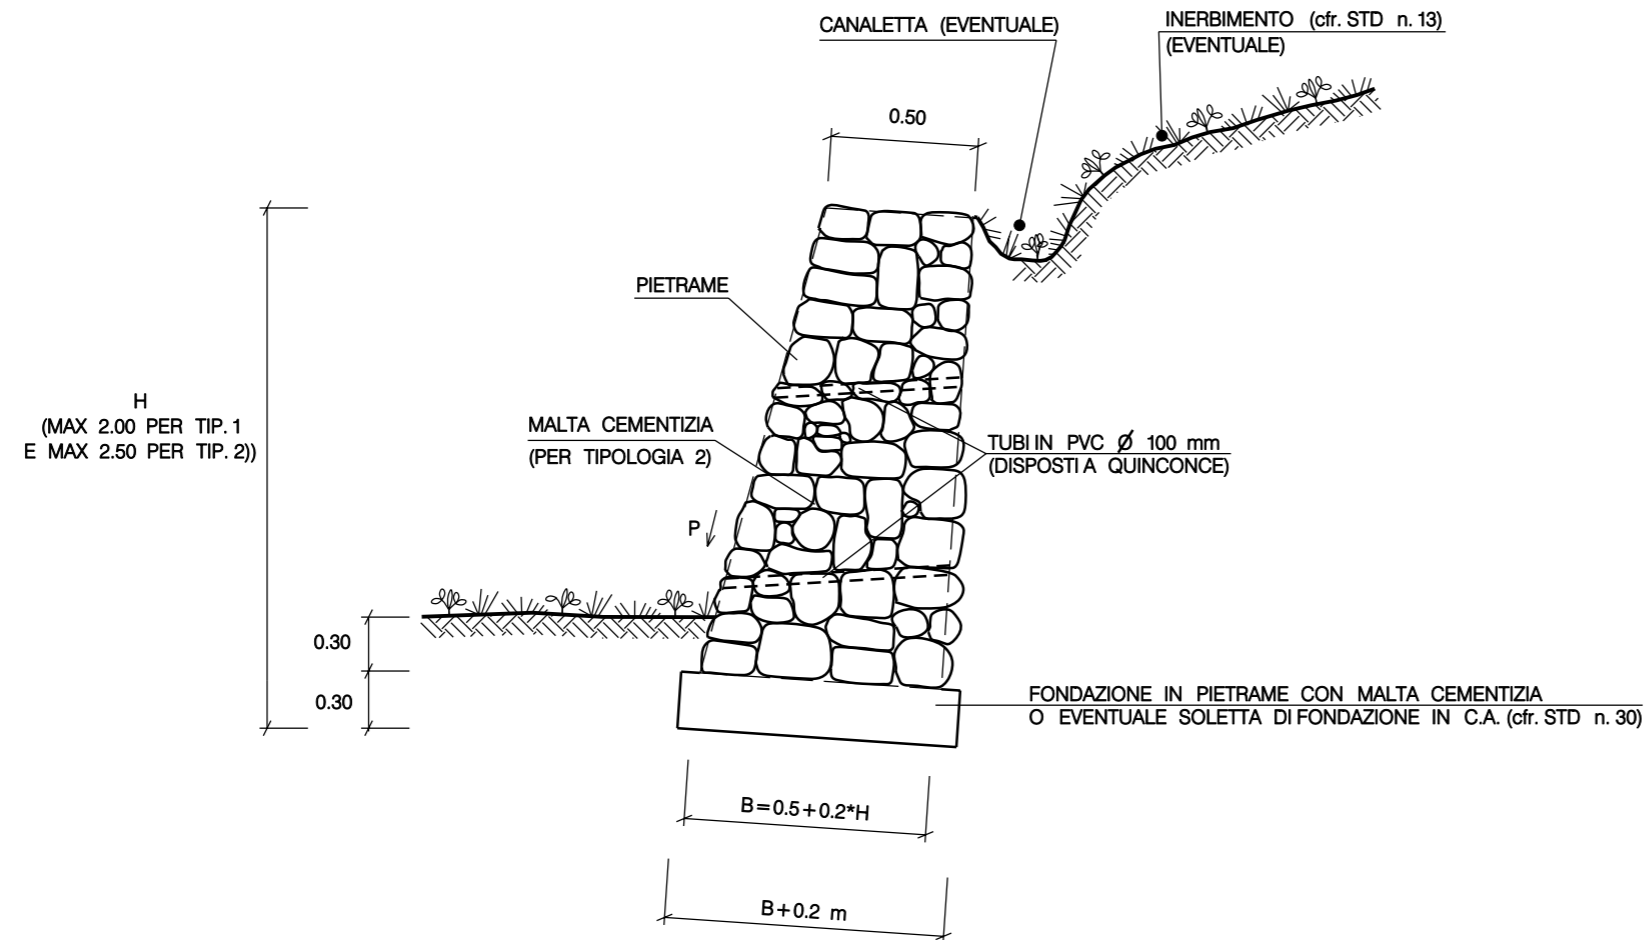 CANALETTA (EVENTUALE)
INERBIMENTO (cfr. STD n. 13)
(EVENTUALE)
0.50
PIETRAME
H
(MAX 2.00 PER TIP. 1
E MAX 2.50 PER TIP. 2))
MALTA CEMENTIZIA
(PER TIPOLOGIA 2)
TUBI IN PVC Ø 100 mm
(DISPOSTI A QUINCONCE)
P
0.30
0.30
FONDAZIONE IN PIETRAME CON MALTA CEMENTIZIA
O EVENTUALE SOLETTA DI FONDAZIONE IN C.A. (cfr. STD n. 30)
B=0.5+0.2*H
B+0.2 m